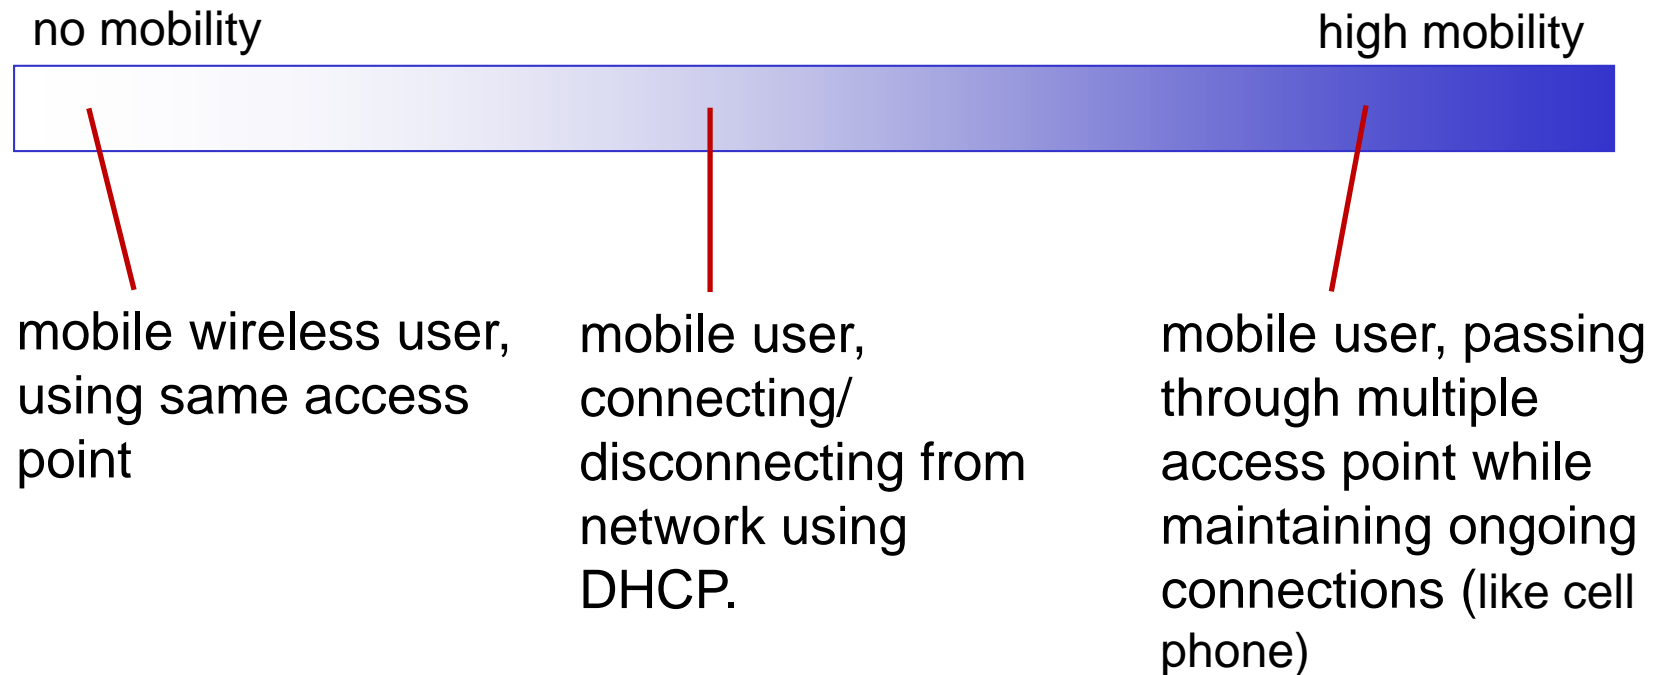 no mobility
high mobility
mobile wireless user,
using same access
point
mobile user,
connecting/
disconnecting from
network using
DHCP.
mobile user, passing
through multiple
access point while
maintaining ongoing
connections (like cell
phone)